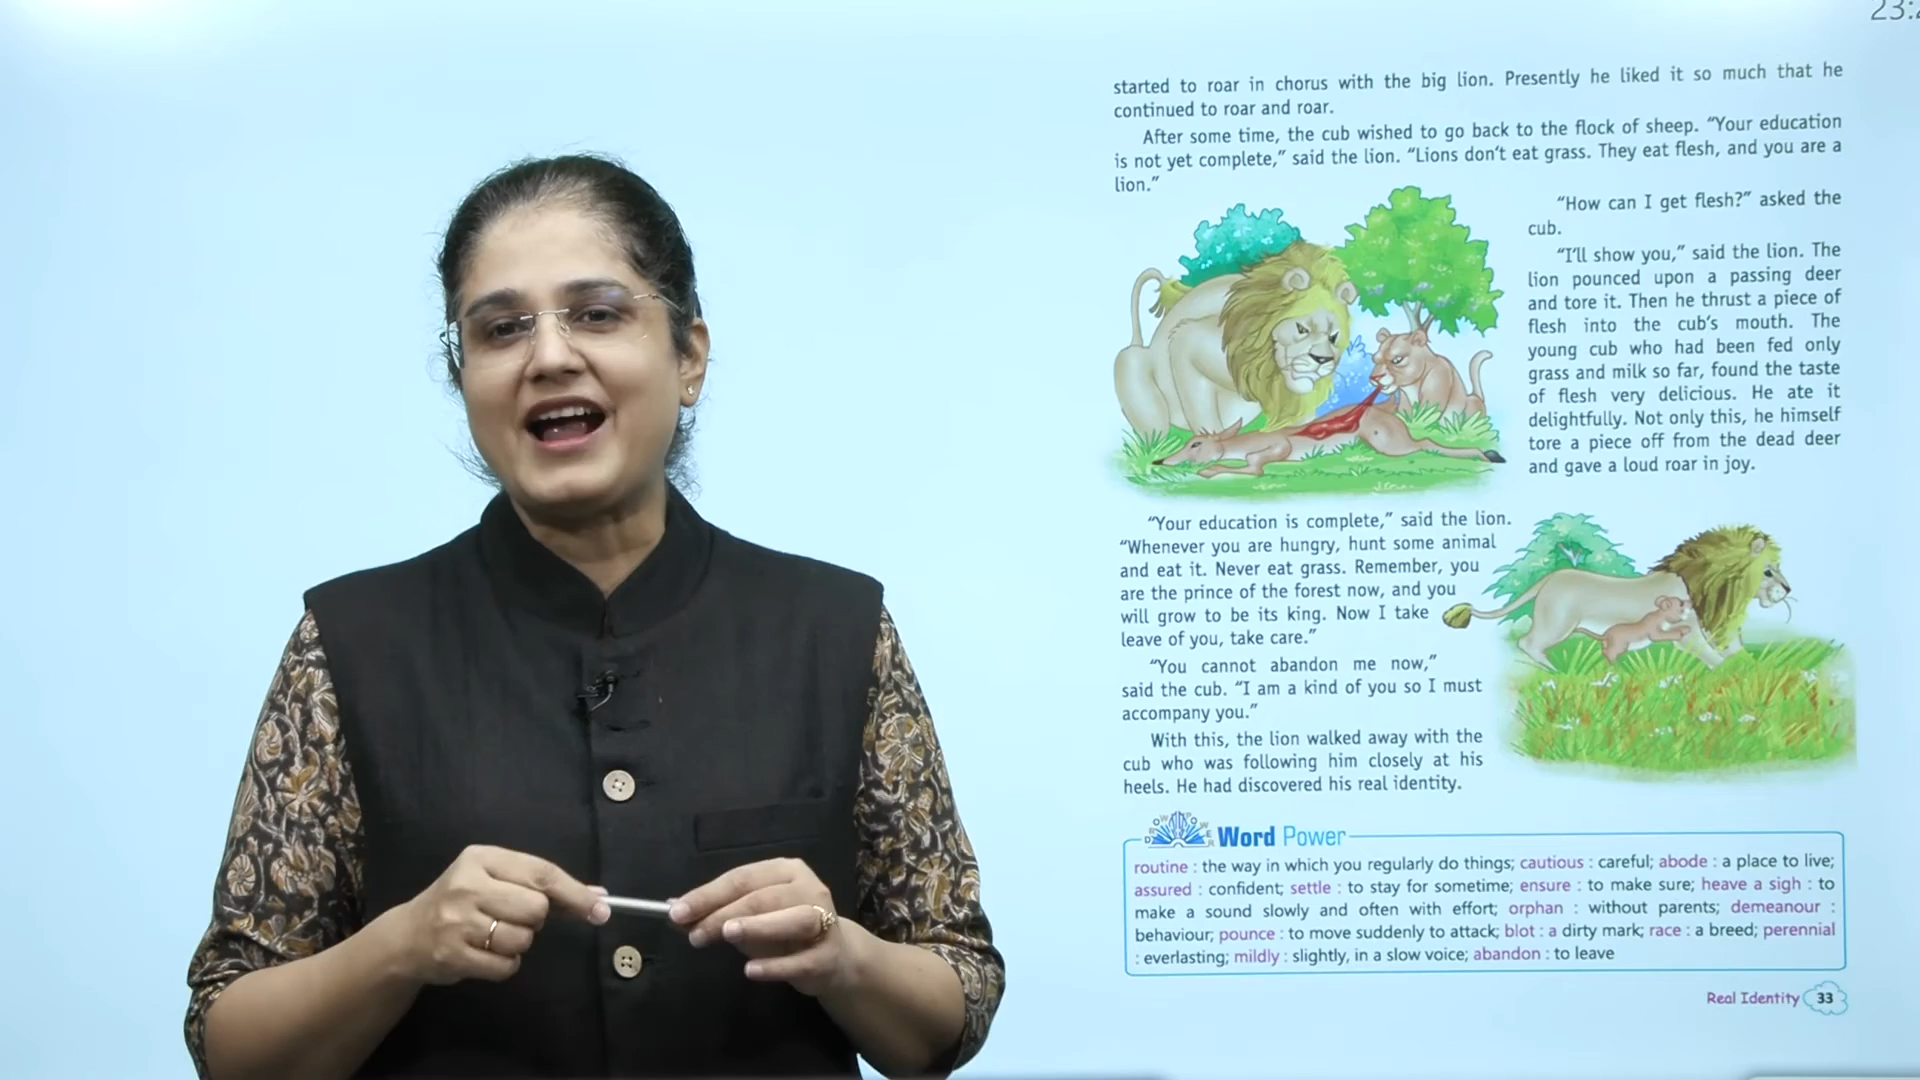 23:
started to roar in chorus with the big lion. Presently he liked it so much that he
continued to roar and roar.
After some time, the cub wished to go back to the flock of sheep. “Your education
is not yet complete,” said the lion. “Lions don’t eat grass. They eat flesh, and you are a
lion.”
“How can I get flesh?” asked the
cub.
“I’ll show you,” said the lion. The
lion pounced upon a passing deer
and tore it. Then he thrust a piece of
flesh into the cub’s mouth. The
young cub who had been fed only
grass and milk so far, found the taste
of flesh very delicious. He ate it
delightfully. Not only this, he himself
tore a piece off from the dead deer
and gave a loud roar in joy.
“Your education is complete,” said the lion.
“Whenever you are hungry, hunt some animal
and eat it. Never eat grass. Remember, you
are the prince of the forest now, and you
will grow to be its king. Now I take
leave of you, take care.”
“You cannot abandon me now,”
said the cub. “I am a kind of you so I must
accompany you.”
With this, the lion walked away with the
cub who was following him closely at his
heels. He had discovered his real identity.
WORD POWER
Word Power
routine : the way in which you regularly do things; cautious : careful; abode : a place to live;
assured : confident; settle : to stay for sometime; ensure : to make sure; heave a sigh : to
make a sound slowly and often with effort; orphan : without parents; demeanour :
behaviour; pounce : to move suddenly to attack; blot : a dirty mark; race : a breed; perennial
: everlasting; mildly : slightly, in a slow voice; abandon : to leave
Real Identity 33